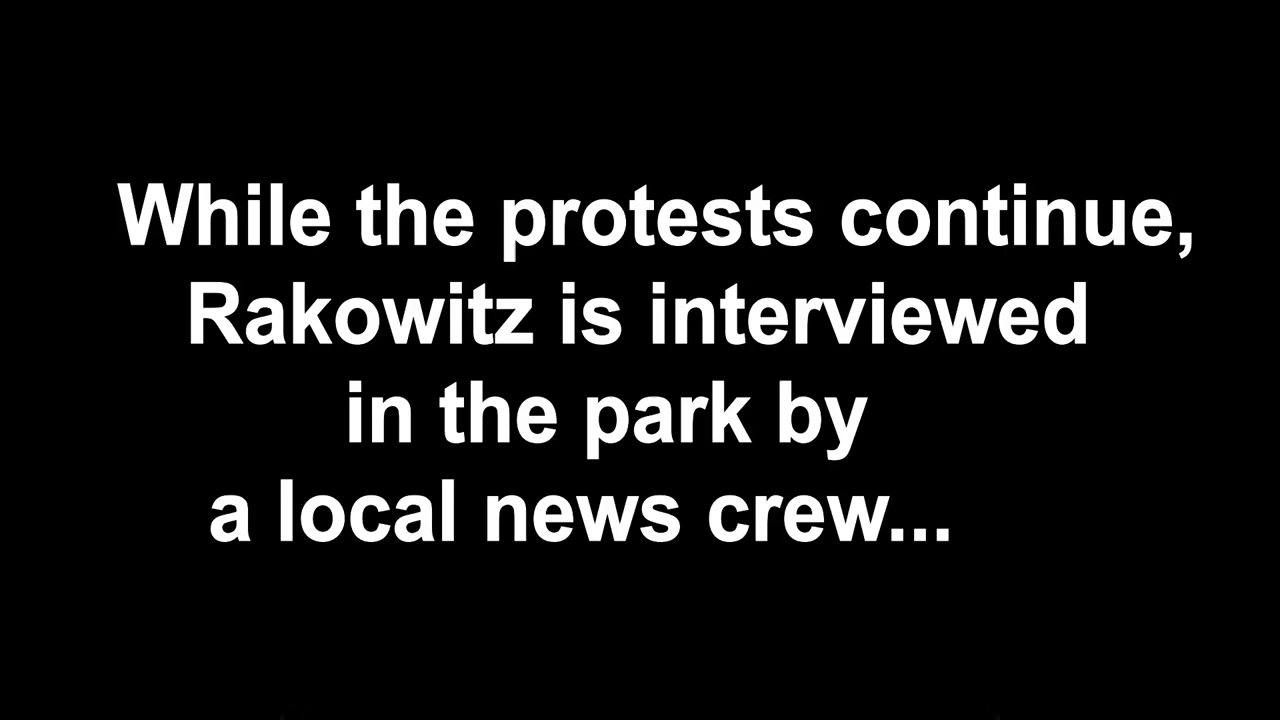 While the protests continue,
Rakowitz is interviewed
in the park by
a local news crew...